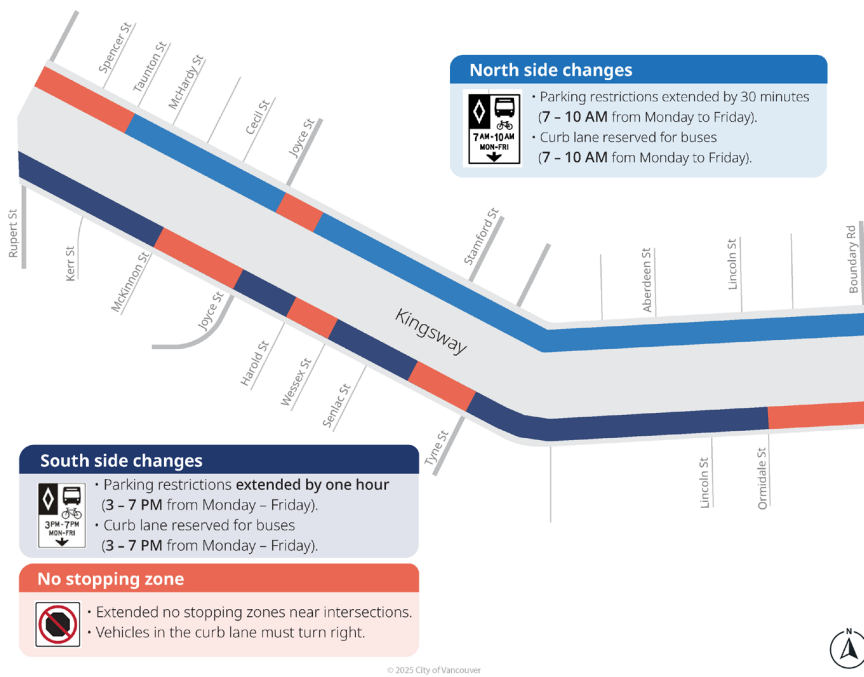 Spencer St
Taunton St
McHardy St
Cecil St
Joyce St
North side changes
• Parking restrictions extended by 30 minutes
(7 – 10 AM from Monday to Friday).
• Curb lane reserved for buses
(7 – 10 AM fom Monday to Friday).
7AM-10AM
MON-FRI
Rupert St
Kerr St
McKinnon St
Joyce St
Harold St
Wessex St
Senlac St
Kingsway
Tyne St
Stamford St
Aberdeen St
Lincoln St
Boundary Rd
Lincoln St
Ormidale St
South side changes
• Parking restrictions extended by one hour
(3 – 7 PM from Monday – Friday).
• Curb lane reserved for buses
(3 – 7 PM from Monday – Friday).
3PM-7PM
MON-FRI
No stopping zone
• Extended no stopping zones near intersections.
• Vehicles in the curb lane must turn right.
N
© 2025 City of Vancouver